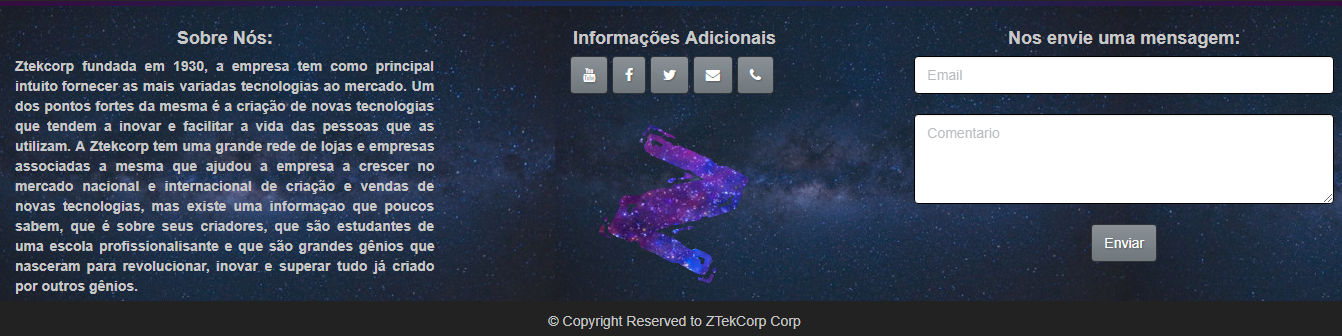 Sobre Nós:
Ztekcorp fundada em 1930, a empresa tem como principal
intuito fornecer as mais variadas tecnologias ao mercado. Um
dos pontos fortes da mesma é a criação de novas tecnologias
que tendem a inovar e facilitar a vida das pessoas que as
utilizam. A Ztekcorp tem uma grande rede de lojas e empresas
associadas a mesma que ajudou a empresa a crescer no
mercado nacional e internacional de criação e vendas de
novas tecnologias, mas existe uma informaçao que poucos
sabem, que é sobre seus criadores, que são estudantes de
uma escola profissionalisante e que são grandes gênios que
nasceram para revolucionar, inovar e superar tudo já criado
por outros gênios.
Informações Adicionais
You
Tube
Nos envie uma mensagem:
Email
Comentario
Enviar
© Copyright Reserved to ZTekCorp Corp